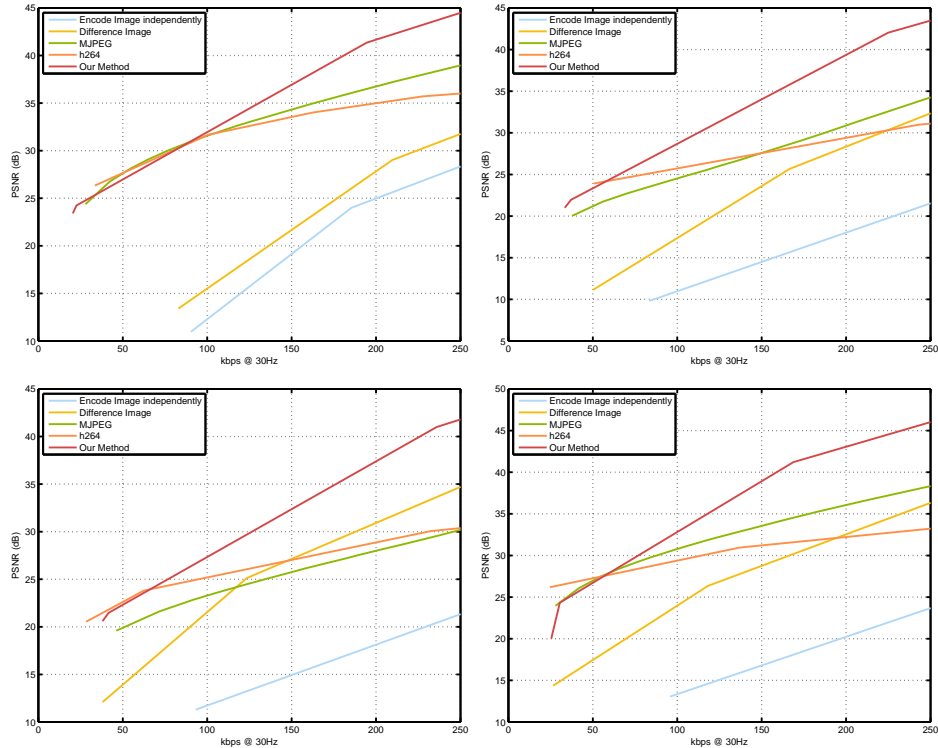 45
40
35
30
25
20
15
10
PSNR (dB)
Encode Image independently
Difference Image
MJPEG
h264
Our Method
0 50 100 150 200 250
kbps @ 30Hz
45
40
35
30
25
20
15
10
5
PSNR (dB)
Encode Image independently
Difference Image
MJPEG
h264
Our Method
0 50 100 150 200 250
kbps @ 30Hz
45
40
35
30
25
20
15
10
PSNR (dB)
Encode Image independently
Difference Image
MJPEG
h264
Our Method
0 50 100 150 200 250
kbps @ 30Hz
50
45
40
35
30
25
20
15
10
PSNR (dB)
Encode Image independently
Difference Image
MJPEG
h264
Our Method
0 50 100 150 200 250
kbps @ 30Hz